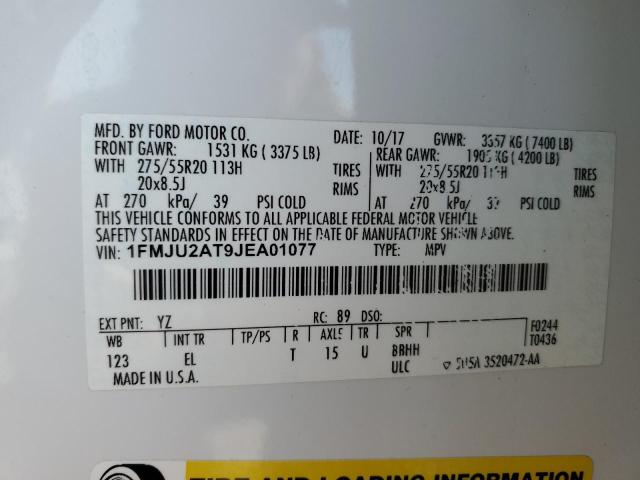 MFD. BY FORD MOTOR CO. DATE: 10/17 GVWR: 3357 KG (7400 LB)
FRONT GAWR: 1531 KG (3375 LB) REAR GAWR: 1905 KG (4200 LB)
WITH 275/55R20 113H TIRES WITH 275/55R20 113H TIRES
20x8.5J RIMS 20x8.5J RIMS
AT 270 kPa/ 39 PSI COLD AT 270 kPa/ 39 PSI COLD
THIS VEHICLE CONFORMS TO ALL APPLICABLE FEDERAL MOTOR VEHICLE
SAFETY STANDARDS IN EFFECT ON THE DATE OF MANUFACTURE SHOWN ABOVE.
VIN: 1FMJU2AT9JEA01077 TYPE: MPV
EXT PNT: YZ RC: 89 DSO: F0244
WB INT TR TP/PS R AXLE TR SPR T0436
123 EL T 15 U BBHH
ULC 3520472-AA
MADE IN U.S.A.
TIRE AND LOADING INFORMATION